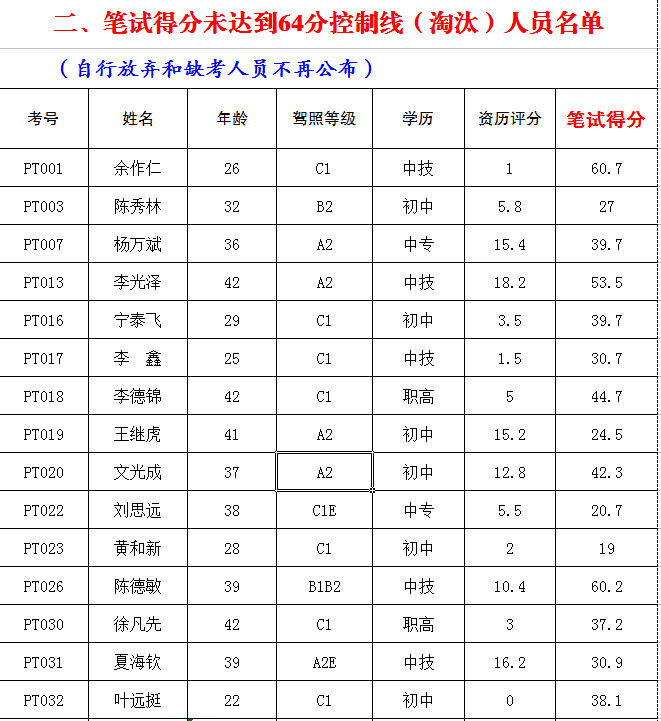 二、笔试得分未达到64分控制线（淘汰）人员名单
（自行放弃和缺考人员不再公布）
考号 姓名 年龄 驾照等级 学历 资历评分 笔试得分
PT001 余作仁 26 C1 中技 1 60.7
PT003 陈秀林 32 B2 初中 5.8 27
PT007 杨万斌 36 A2 中专 15.4 39.7
PT013 李光泽 42 A2 中技 18.2 53.5
PT016 宁泰飞 29 C1 初中 3.5 39.7
PT017 李　鑫 25 C1 中技 1.5 30.7
PT018 李德锦 42 C1 职高 5 44.7
PT019 王继虎 41 A2 初中 15.2 24.5
PT020 文光成 37 A2 初中 12.8 42.3
PT022 刘思远 38 C1E 中专 5.5 20.7
PT023 黄和新 28 C1 初中 2 19
PT026 陈德敏 39 B1B2 中技 10.4 60.2
PT030 徐凡先 42 C1 职高 3 37.2
PT031 夏海钦 39 A2E 中技 16.2 30.9
PT032 叶远挺 22 C1 初中 0 38.1